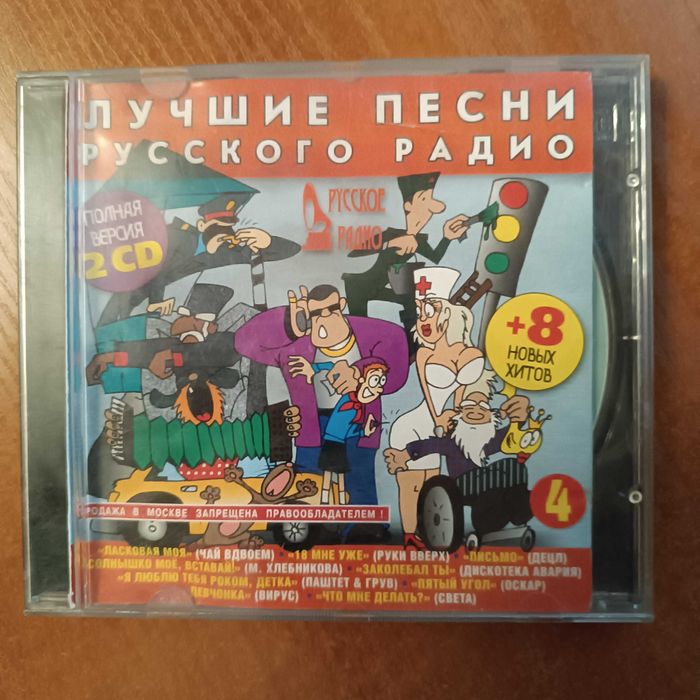 ЛУЧШИЕ ПЕСНИ
РУССКОГО РАДИО
ПОЛНАЯ
ВЕРСИЯ
2 CD
РУССКОЕ
РАДИО
+8
НОВЫХ
ХИТОВ
4
РОДАЖА В МОСКВЕ ЗАПРЕЩЕНА ПРАВООБЛАДАТЕЛЕМ!
«ЛАСКОВАЯ МОЯ» (ЧАЙ ВДВОЕМ) • «18 МНЕ УЖЕ» (РУКИ ВВЕРХ) • «ПИСЬМО» (ДЕЦЛ)
СОЛНЫШКО МОЕ, ВСТАВАЙ!» (М. ХЛЕБНИКОВА) • «ЗАКОЛЕБАЛ ТЫ» (ДИСКОТЕКА АВАРИЯ)
«Я ЛЮБЛЮ ТЕБЯ РОКОМ, ДЕТКА» (ПАШТЕТ & ГРУВ) • «ПЯТЫЙ УГОЛ» (ОСКАР)
ДЕВЧОНКА» (ВИРУС) • «ЧТО МНЕ ДЕЛАТЬ?» (СВЕТА)